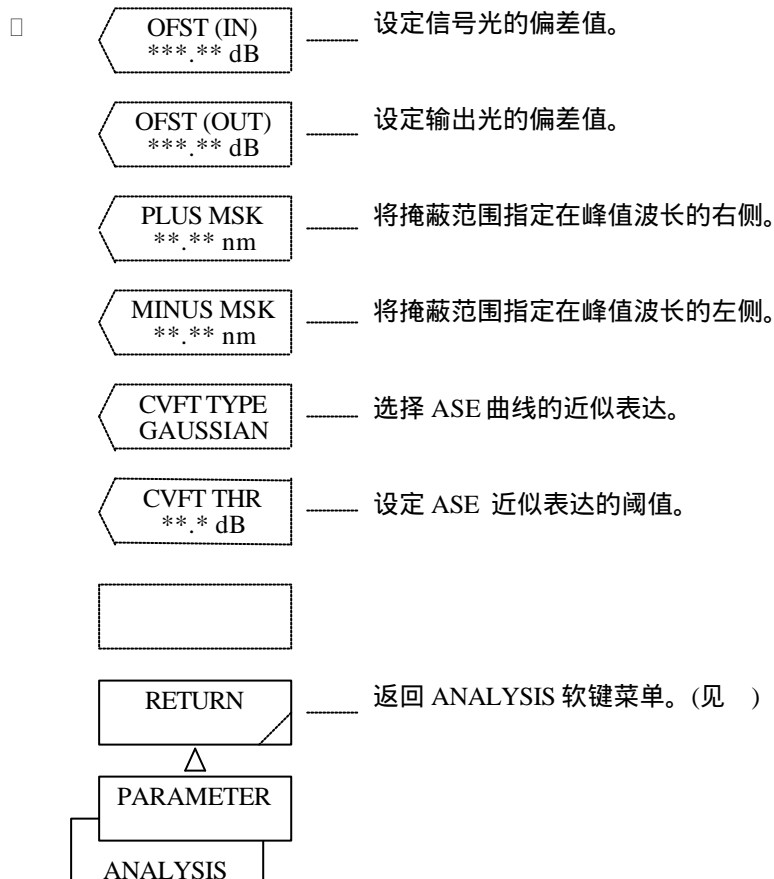 OFST (IN)
***.** dB
设定信号光的偏差值。
OFST (OUT)
***.** dB
设定输出光的偏差值。
PLUS MSK
**.** nm
将掩蔽范围指定在峰值波长的右侧。
MINUS MSK
**.** nm
将掩蔽范围指定在峰值波长的左侧。
CVFT TYPE
GAUSSIAN
选择 ASE 曲线的近似表达。
CVFT THR
**.* dB
设定 ASE 近似表达的阈值。
RETURN
返回 ANALYSIS 软键菜单。(见 )
PARAMETER
ANALYSIS